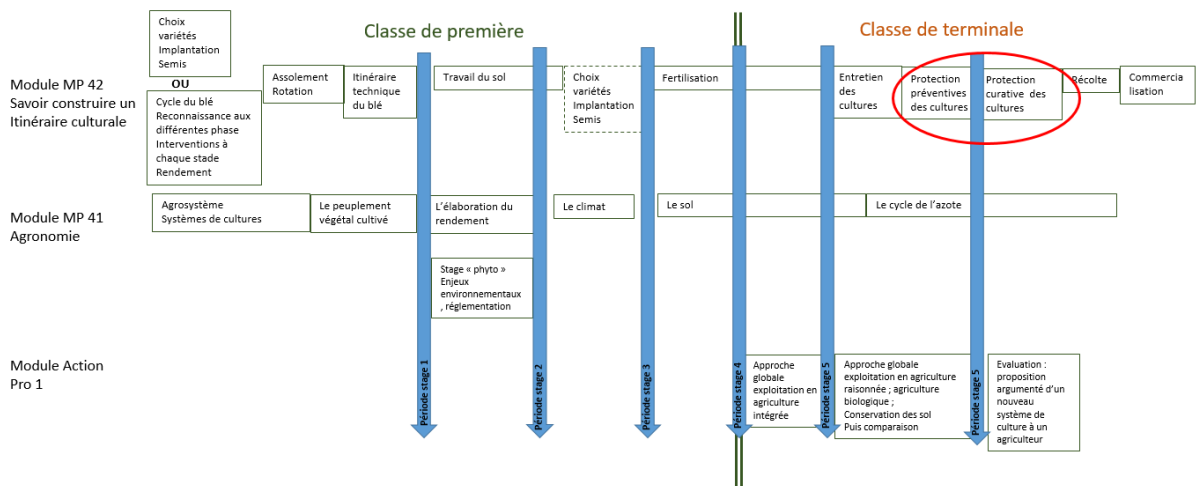 Choix
variétés
Implantation
Semis
Classe de première
Classe de terminale
Module MP 42
Savoir construire un
Itinéraire culturale
OU
Cycle du blé
Reconnaissance aux
différentes phase
Interventions à
chaque stade
Rendement
Assolement
Rotation
Itinéraire
technique
du blé
Travail du sol
Choix
variétés
Implantation
Semis
Fertilisation
Entretien
des
cultures
Protection
préventives
des cultures
Protection
curative des
cultures
Récolte
Commercia
lisation
Module MP 41
Agronomie
Agrosystème
Systèmes de cultures
Le peuplement
végétal cultivé
L'élaboration du
rendement
Le climat
Le sol
Le cycle de l'azote
Stage « phyto »
Enjeux
environnementaux
, réglementation
Module Action
Pro 1
Période stage 1
Période stage 2
Période stage 3
Période stage 4
Approche
globale
exploitation en
agriculture
intégrée
Période stage 5
Approche globale
exploitation en agriculture
raisonnée ; agriculture
biologique ;
Conservation des sol
Puis comparaison
Période stage 5
Evaluation :
proposition
argumenté d'un
nouveau
système de
culture à un
agriculteur